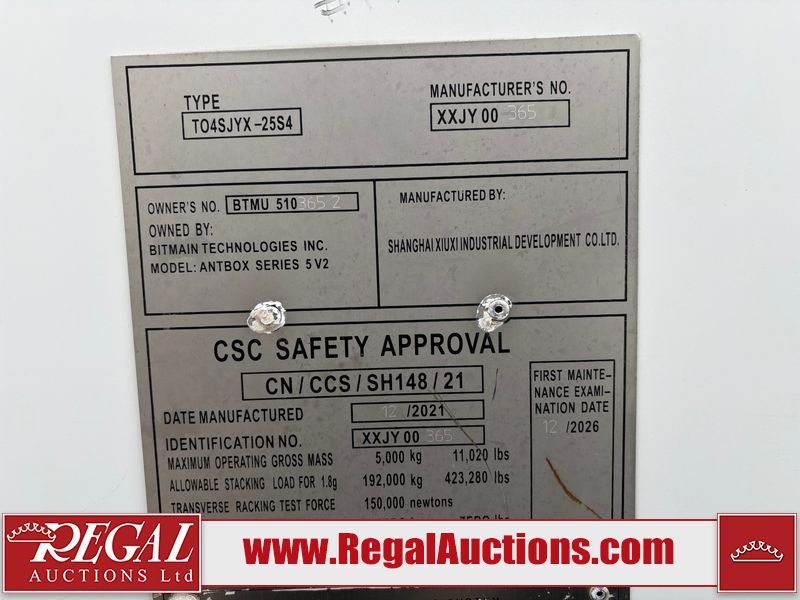 TYPE
TO4SJYX-25S4
MANUFACTURER'S NO.
XXJY 00 365
OWNER'S NO. BTMU 510 365 2
OWNED BY:
BITMAIN TECHNOLOGIES INC.
MODEL: ANTBOX SERIES 5 V2
MANUFACTURED BY:
SHANGHAI XIUXI INDUSTRIAL DEVELOPMENT CO.LTD.
CSC SAFETY APPROVAL
CN / CCS / SH148 / 21
DATE MANUFACTURED 12 /2021
IDENTIFICATION NO. XXJY 00 365
MAXIMUM OPERATING GROSS MASS 5,000 kg 11,020 lbs
ALLOWABLE STACKING LOAD FOR 1.8g 192,000 kg 423,280 lbs
TRANSVERSE RACKING TEST FORCE 150,000 newtons
FIRST MAINTE-
NANCE EXAMI-
NATION DATE
12 /2026
REGAL
AUCTIONS Ltd
www.RegalAuctions.com